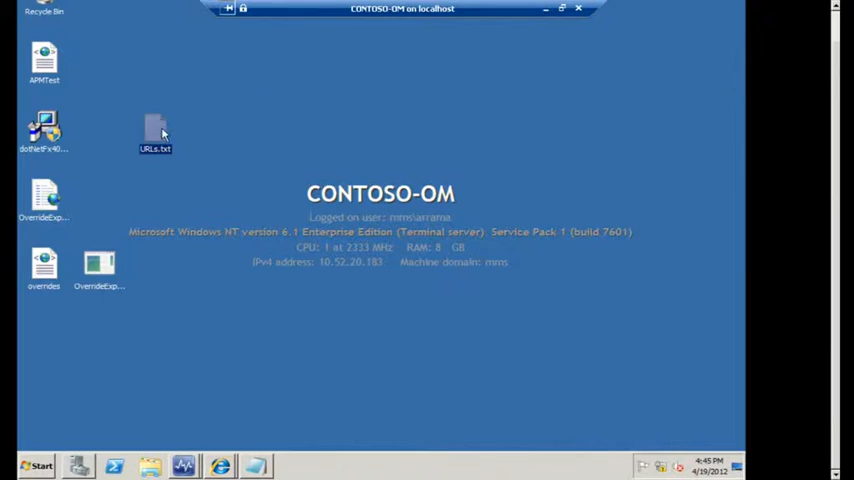 CONTOSO-OM on localhost
Recycle Bin
APMTest
dotNetFx40...
URLs.txt
OverrideExp...
overrides
OverrideExp...
CONTOSO-OM
Logged on user: mms\arrama
Microsoft Windows NT version 6.1 Enterprise Edition (Terminal server) Service Pack 1 (build 7601)
CPU: 1 at 2333 MHz RAM: 8 GB
IPv4 address: 10.52.20.183 Machine domain: mms
Start
4:45 PM
4/19/2012